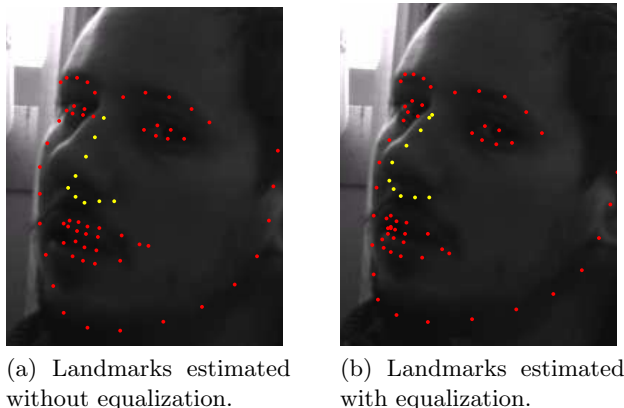 (a) Landmarks estimated
without equalization.
(b) Landmarks estimated
with equalization.